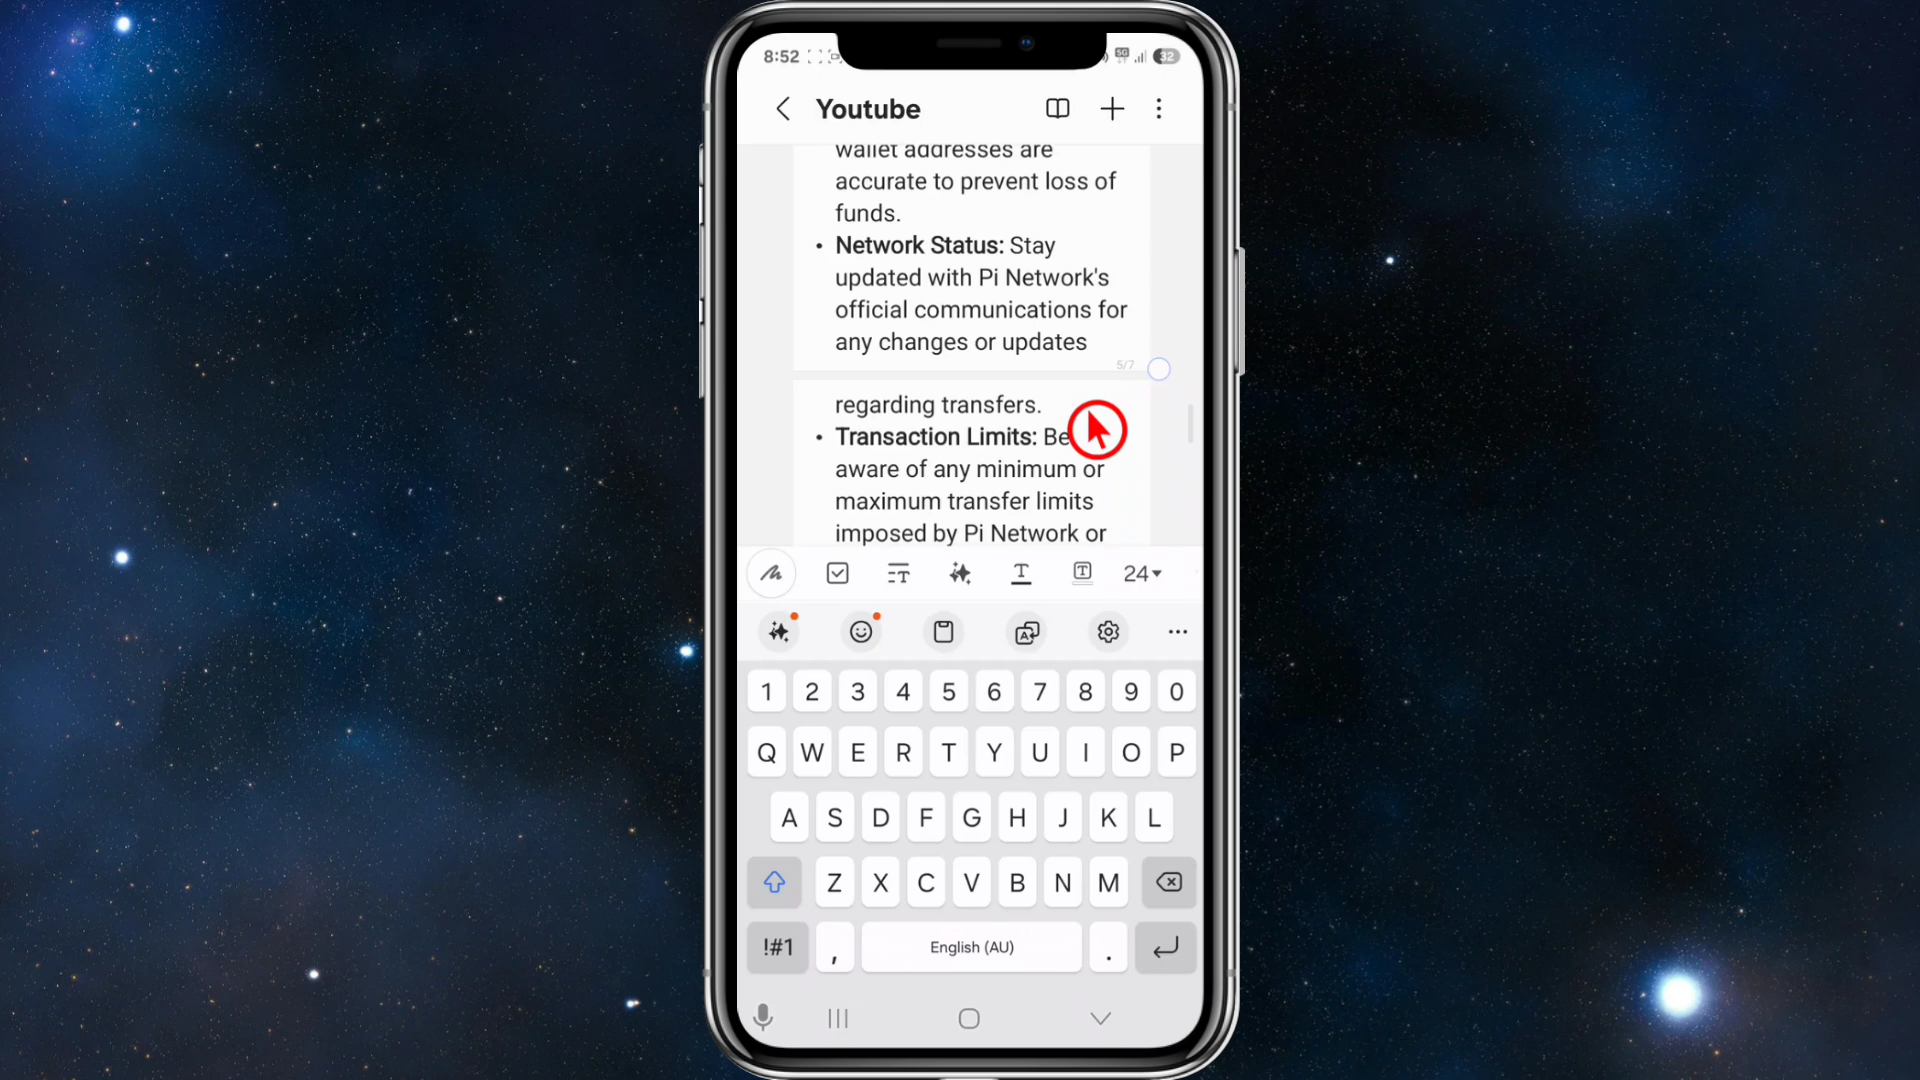 8:52
5G
32
Youtube
wallet addresses are
accurate to prevent loss of
funds.
• Network Status: Stay
updated with Pi Network's
official communications for
any changes or updates
5/7
regarding transfers.
• Transaction Limits: Be
aware of any minimum or
maximum transfer limits
imposed by Pi Network or
24
1 2 3 4 5 6 7 8 9 0
Q W E R T Y U I O P
A S D F G H J K L
Z X C V B N M
!#1 , English (AU) .